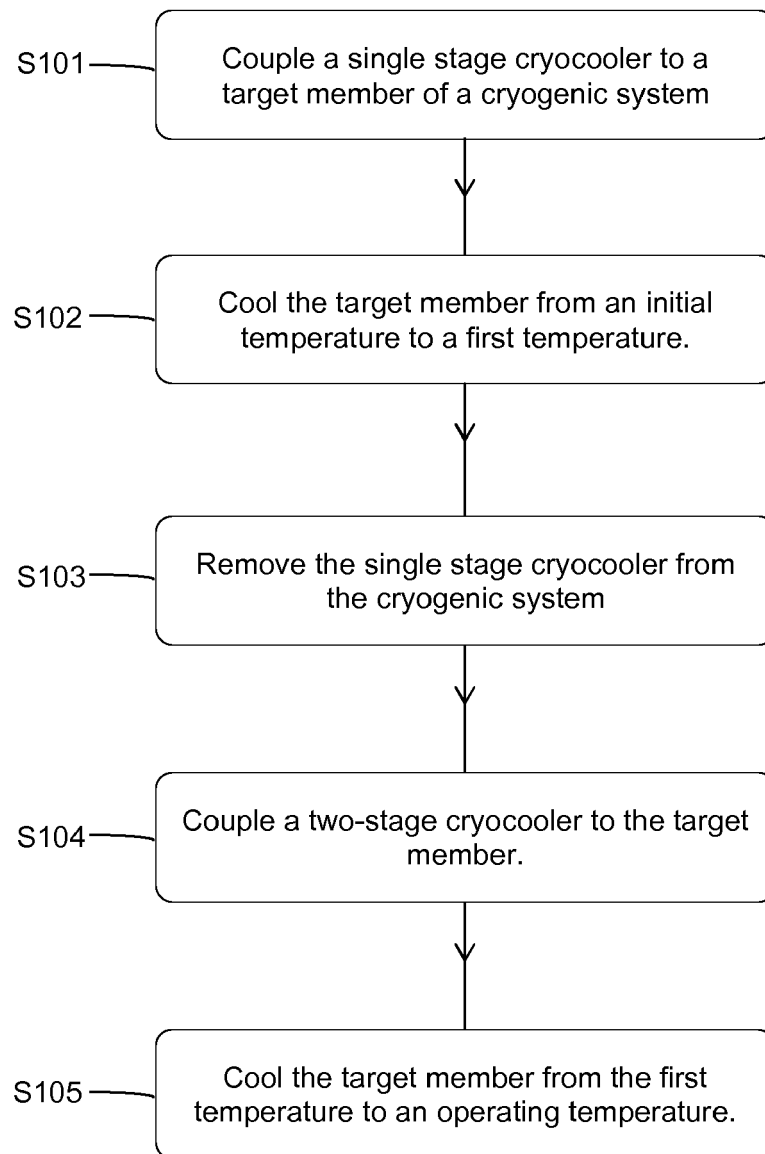 S101
Couple a single stage cryocooler to a
target member of a cryogenic system
S102
Cool the target member from an initial
temperature to a first temperature.
S103
Remove the single stage cryocooler from
the cryogenic system
S104
Couple a two-stage cryocooler to the target
member.
S105
Cool the target member from the first
temperature to an operating temperature.